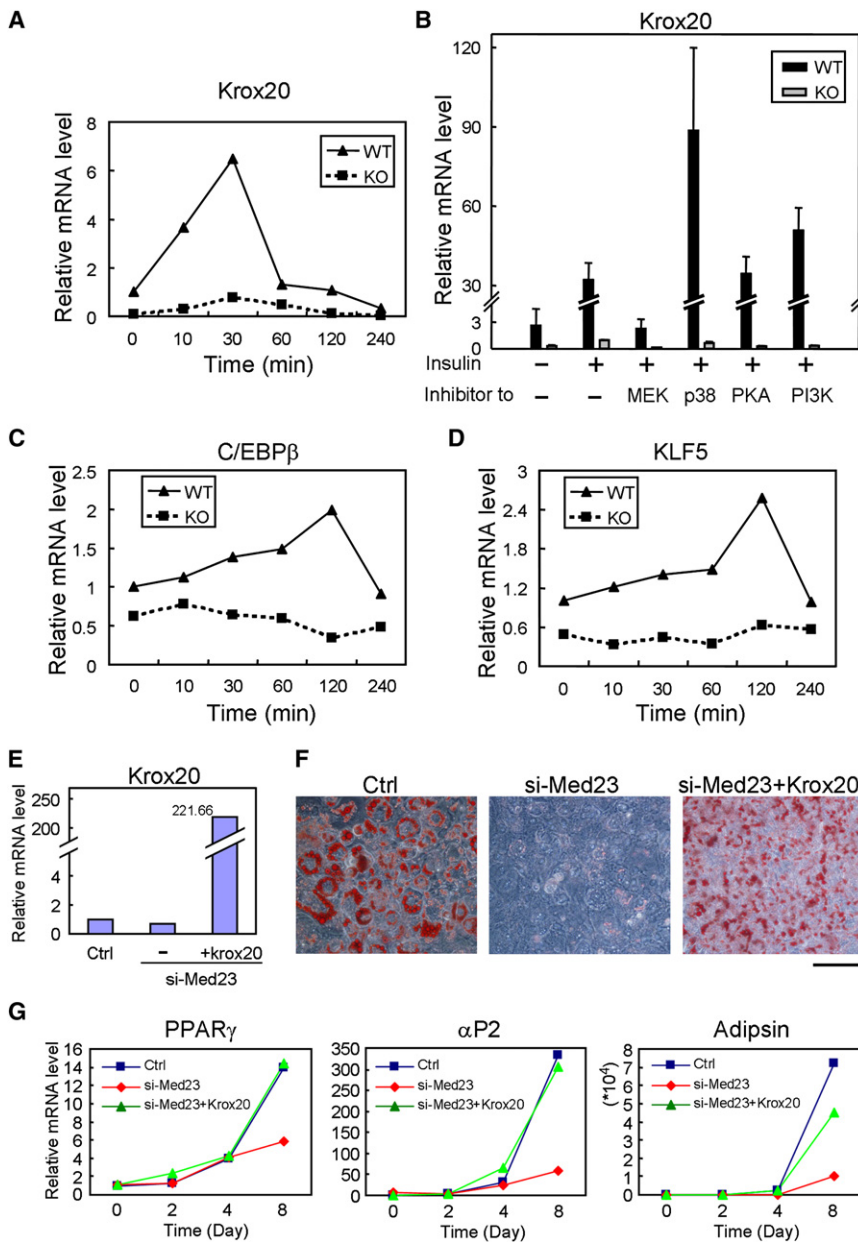 A
Krox20
Relative mRNA level
8
6
4
2
0
WT
KO
0 10 30 60 120 240
Time (min)
B
Krox20
Relative mRNA level
120
90
60
30
3
0
WT
KO
Insulin − + + + + +
Inhibitor to − − MEK p38 PKA PI3K
C
C/EBPβ
Relative mRNA level
2.5
2
1.5
1
0.5
0
WT
KO
0 10 30 60 120 240
Time (min)
D
KLF5
Relative mRNA level
3
2.4
1.8
1.2
0.6
0
WT
KO
0 10 30 60 120 240
Time (min)
E
Krox20
Relative mRNA level
250
200
4
2
0
221.66
Ctrl − +krox20
si-Med23
F
Ctrl si-Med23 si-Med23+Krox20
G
PPARγ
Relative mRNA level
16
14
12
10
8
6
4
2
0
Ctrl
si-Med23
si-Med23+Krox20
0 2 4 8
Time (Day)
αP2
350
300
250
200
150
100
50
0
Ctrl
si-Med23
si-Med23+Krox20
0 2 4 8
Time (Day)
Adipsin
(*10⁴)
8
7
6
5
4
3
2
1
0
Ctrl
si-Med23
si-Med23+Krox20
0 2 4 8
Time (Day)